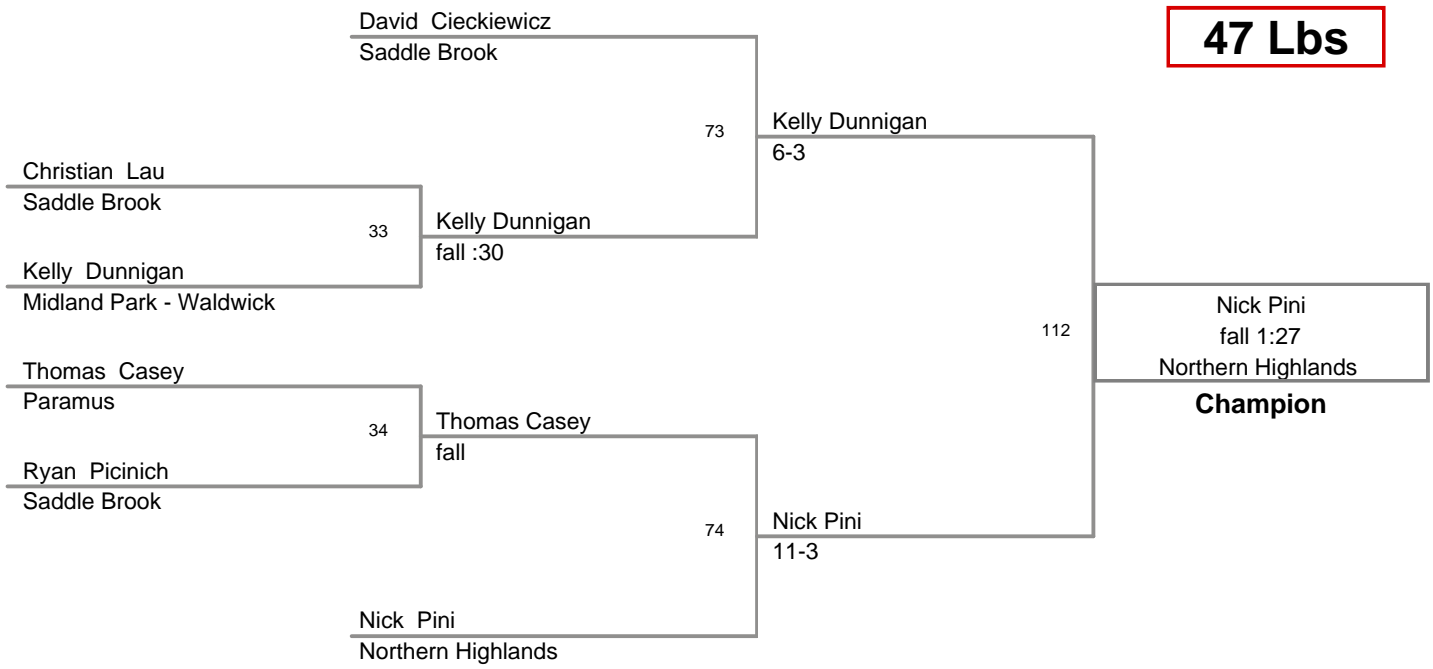 David  Cieckiewicz
47 Lbs
Saddle Brook
73
Kelly Dunnigan
6-3
Christian  Lau
Saddle Brook
33
Kelly Dunnigan
fall :30
Kelly  Dunnigan
Midland Park - Waldwick
Nick Pini
112
fall 1:27
Northern Highlands
Champion
Thomas  Casey
Paramus
34
Thomas Casey
fall
Ryan  Picinich
Saddle Brook
74
Nick Pini
11-3
Nick  Pini
Northern Highlands